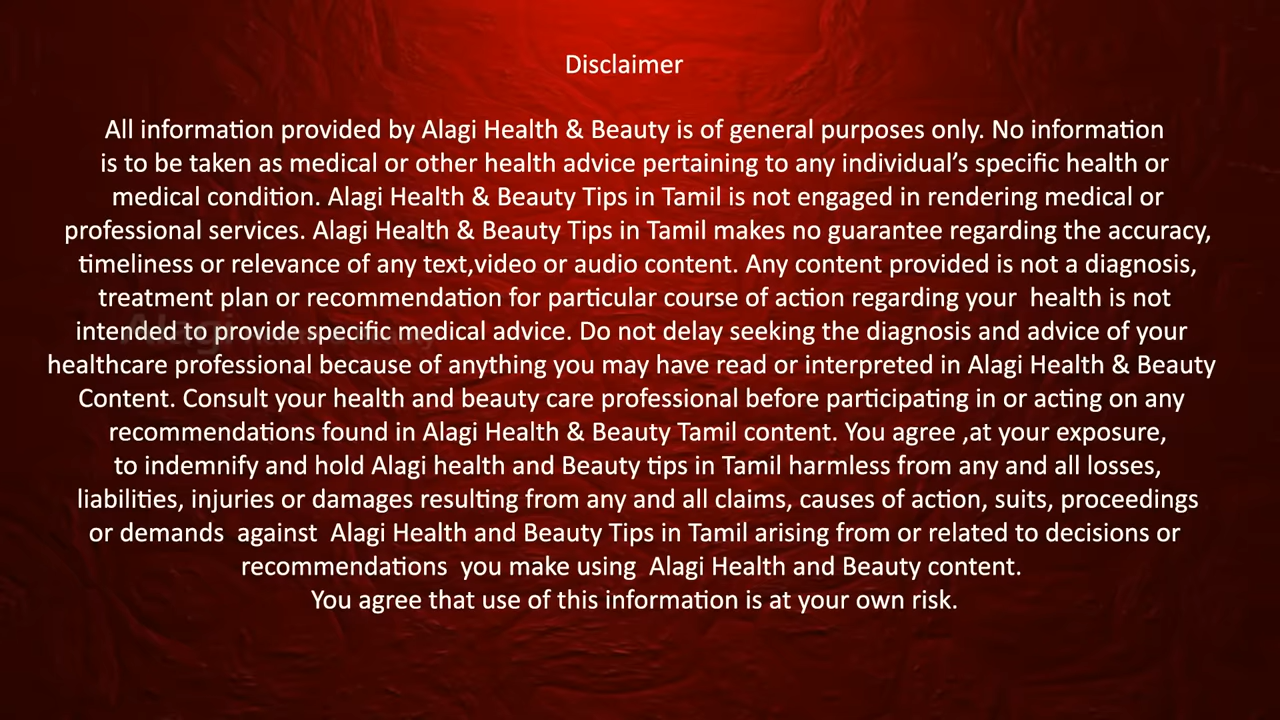 Disclaimer
All information provided by Alagi Health & Beauty is of general purposes only. No information
is to be taken as medical or other health advice pertaining to any individual’s specific health or
medical condition. Alagi Health & Beauty Tips in Tamil is not engaged in rendering medical or
professional services. Alagi Health & Beauty Tips in Tamil makes no guarantee regarding the accuracy,
timeliness or relevance of any text,video or audio content. Any content provided is not a diagnosis,
treatment plan or recommendation for particular course of action regarding your  health is not
intended to provide specific medical advice. Do not delay seeking the diagnosis and advice of your
healthcare professional because of anything you may have read or interpreted in Alagi Health & Beauty
Content. Consult your health and beauty care professional before participating in or acting on any
recommendations found in Alagi Health & Beauty Tamil content. You agree ,at your exposure,
to indemnify and hold Alagi health and Beauty tips in Tamil harmless from any and all losses,
liabilities, injuries or damages resulting from any and all claims, causes of action, suits, proceedings
or demands  against  Alagi Health and Beauty Tips in Tamil arising from or related to decisions or
recommendations  you make using  Alagi Health and Beauty content.
You agree that use of this information is at your own risk.